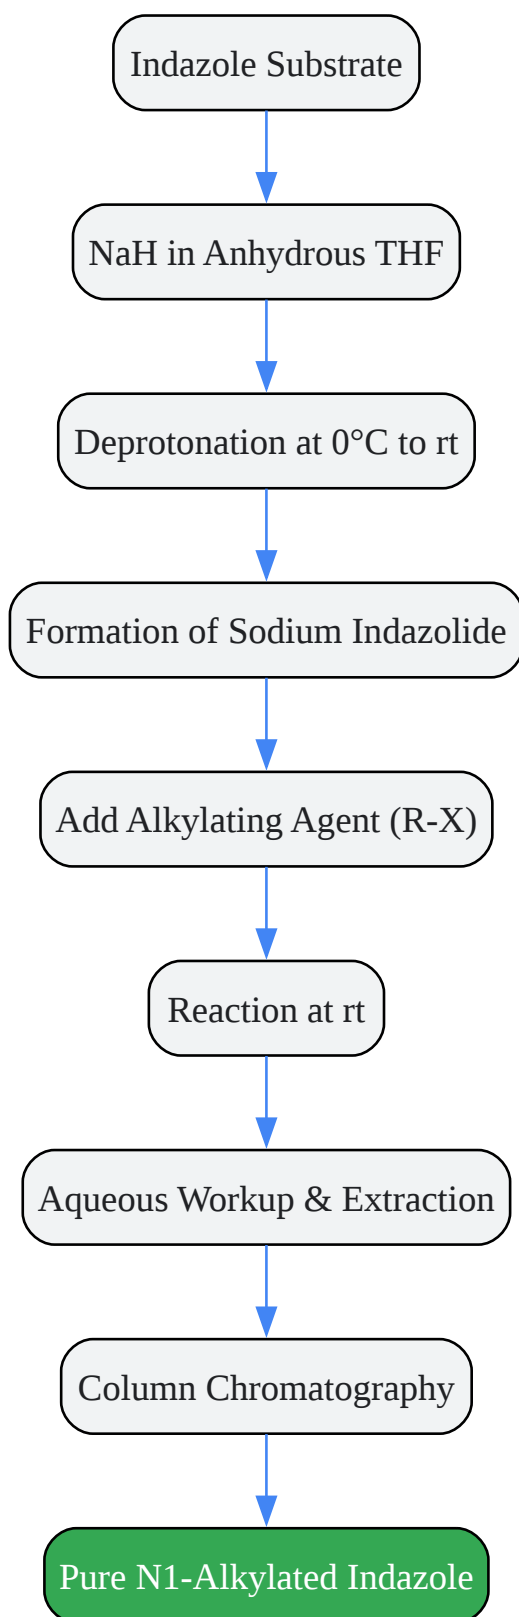 Indazole Substrate
NaH in Anhydrous THF
Deprotonation at 0°C to rt
Formation of Sodium Indazolide
Add Alkylating Agent (R-X)
Reaction at rt
Aqueous Workup & Extraction
Column Chromatography
Pure N1-Alkylated Indazole